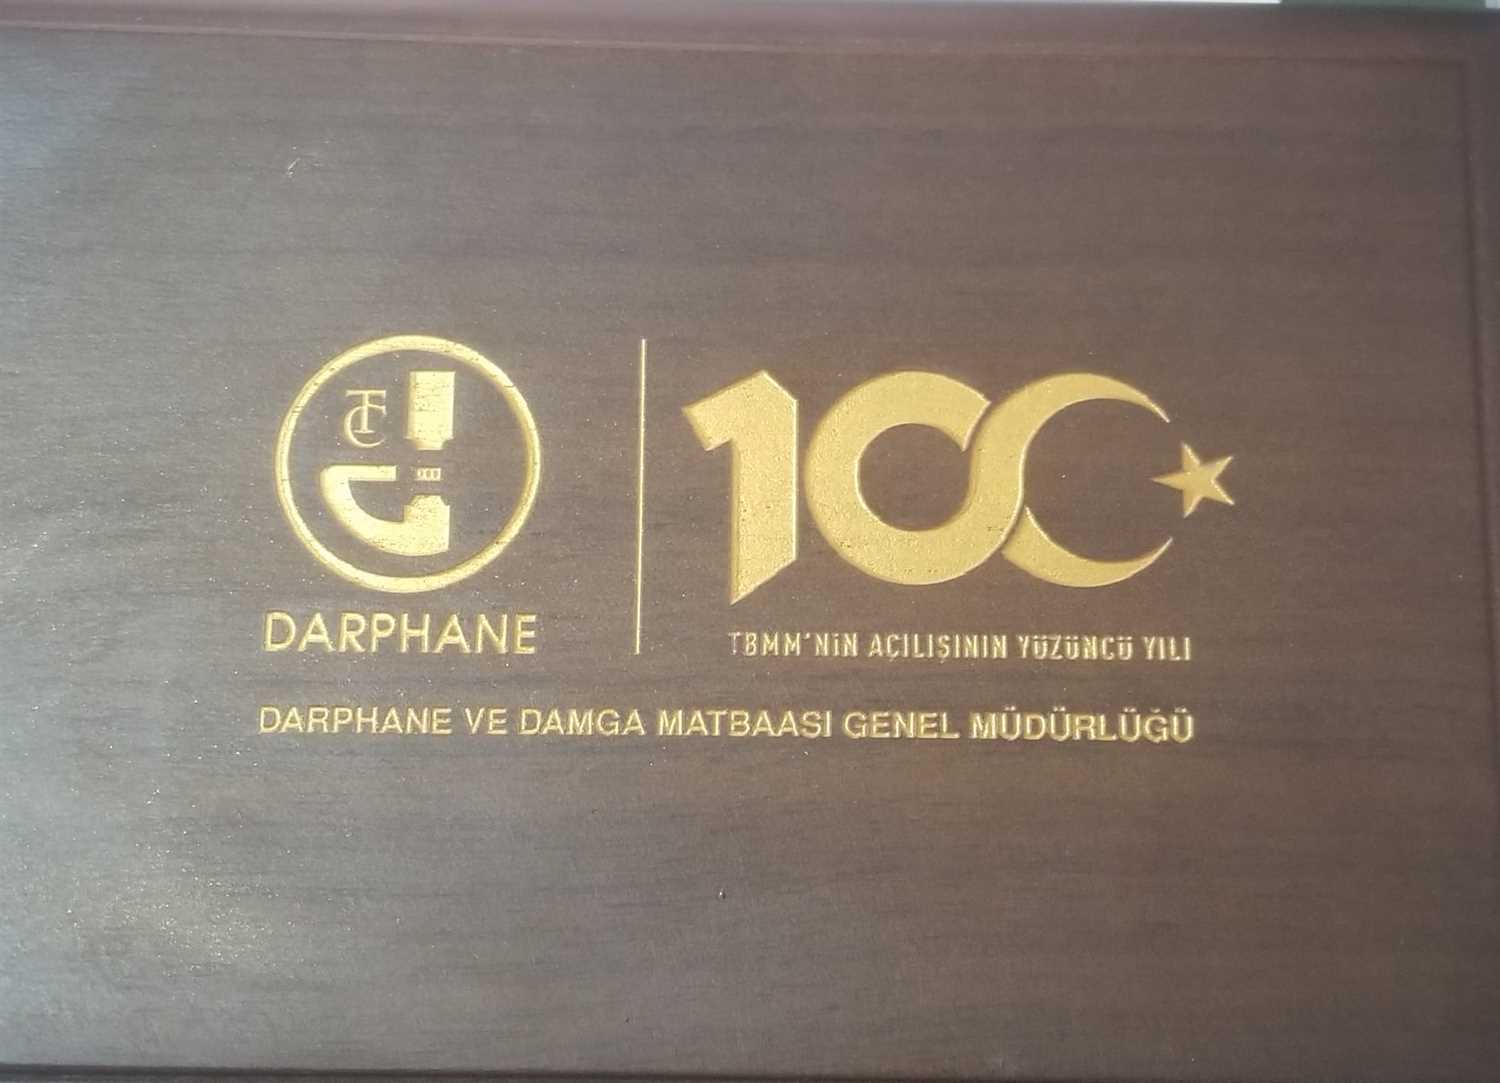 TC
DARPHANE
100
TBMM'NİN AÇILIŞININ YÜZÜNCÜ YILI
DARPHANE VE DAMGA MATBAASI GENEL MÜDÜRLÜĞÜ